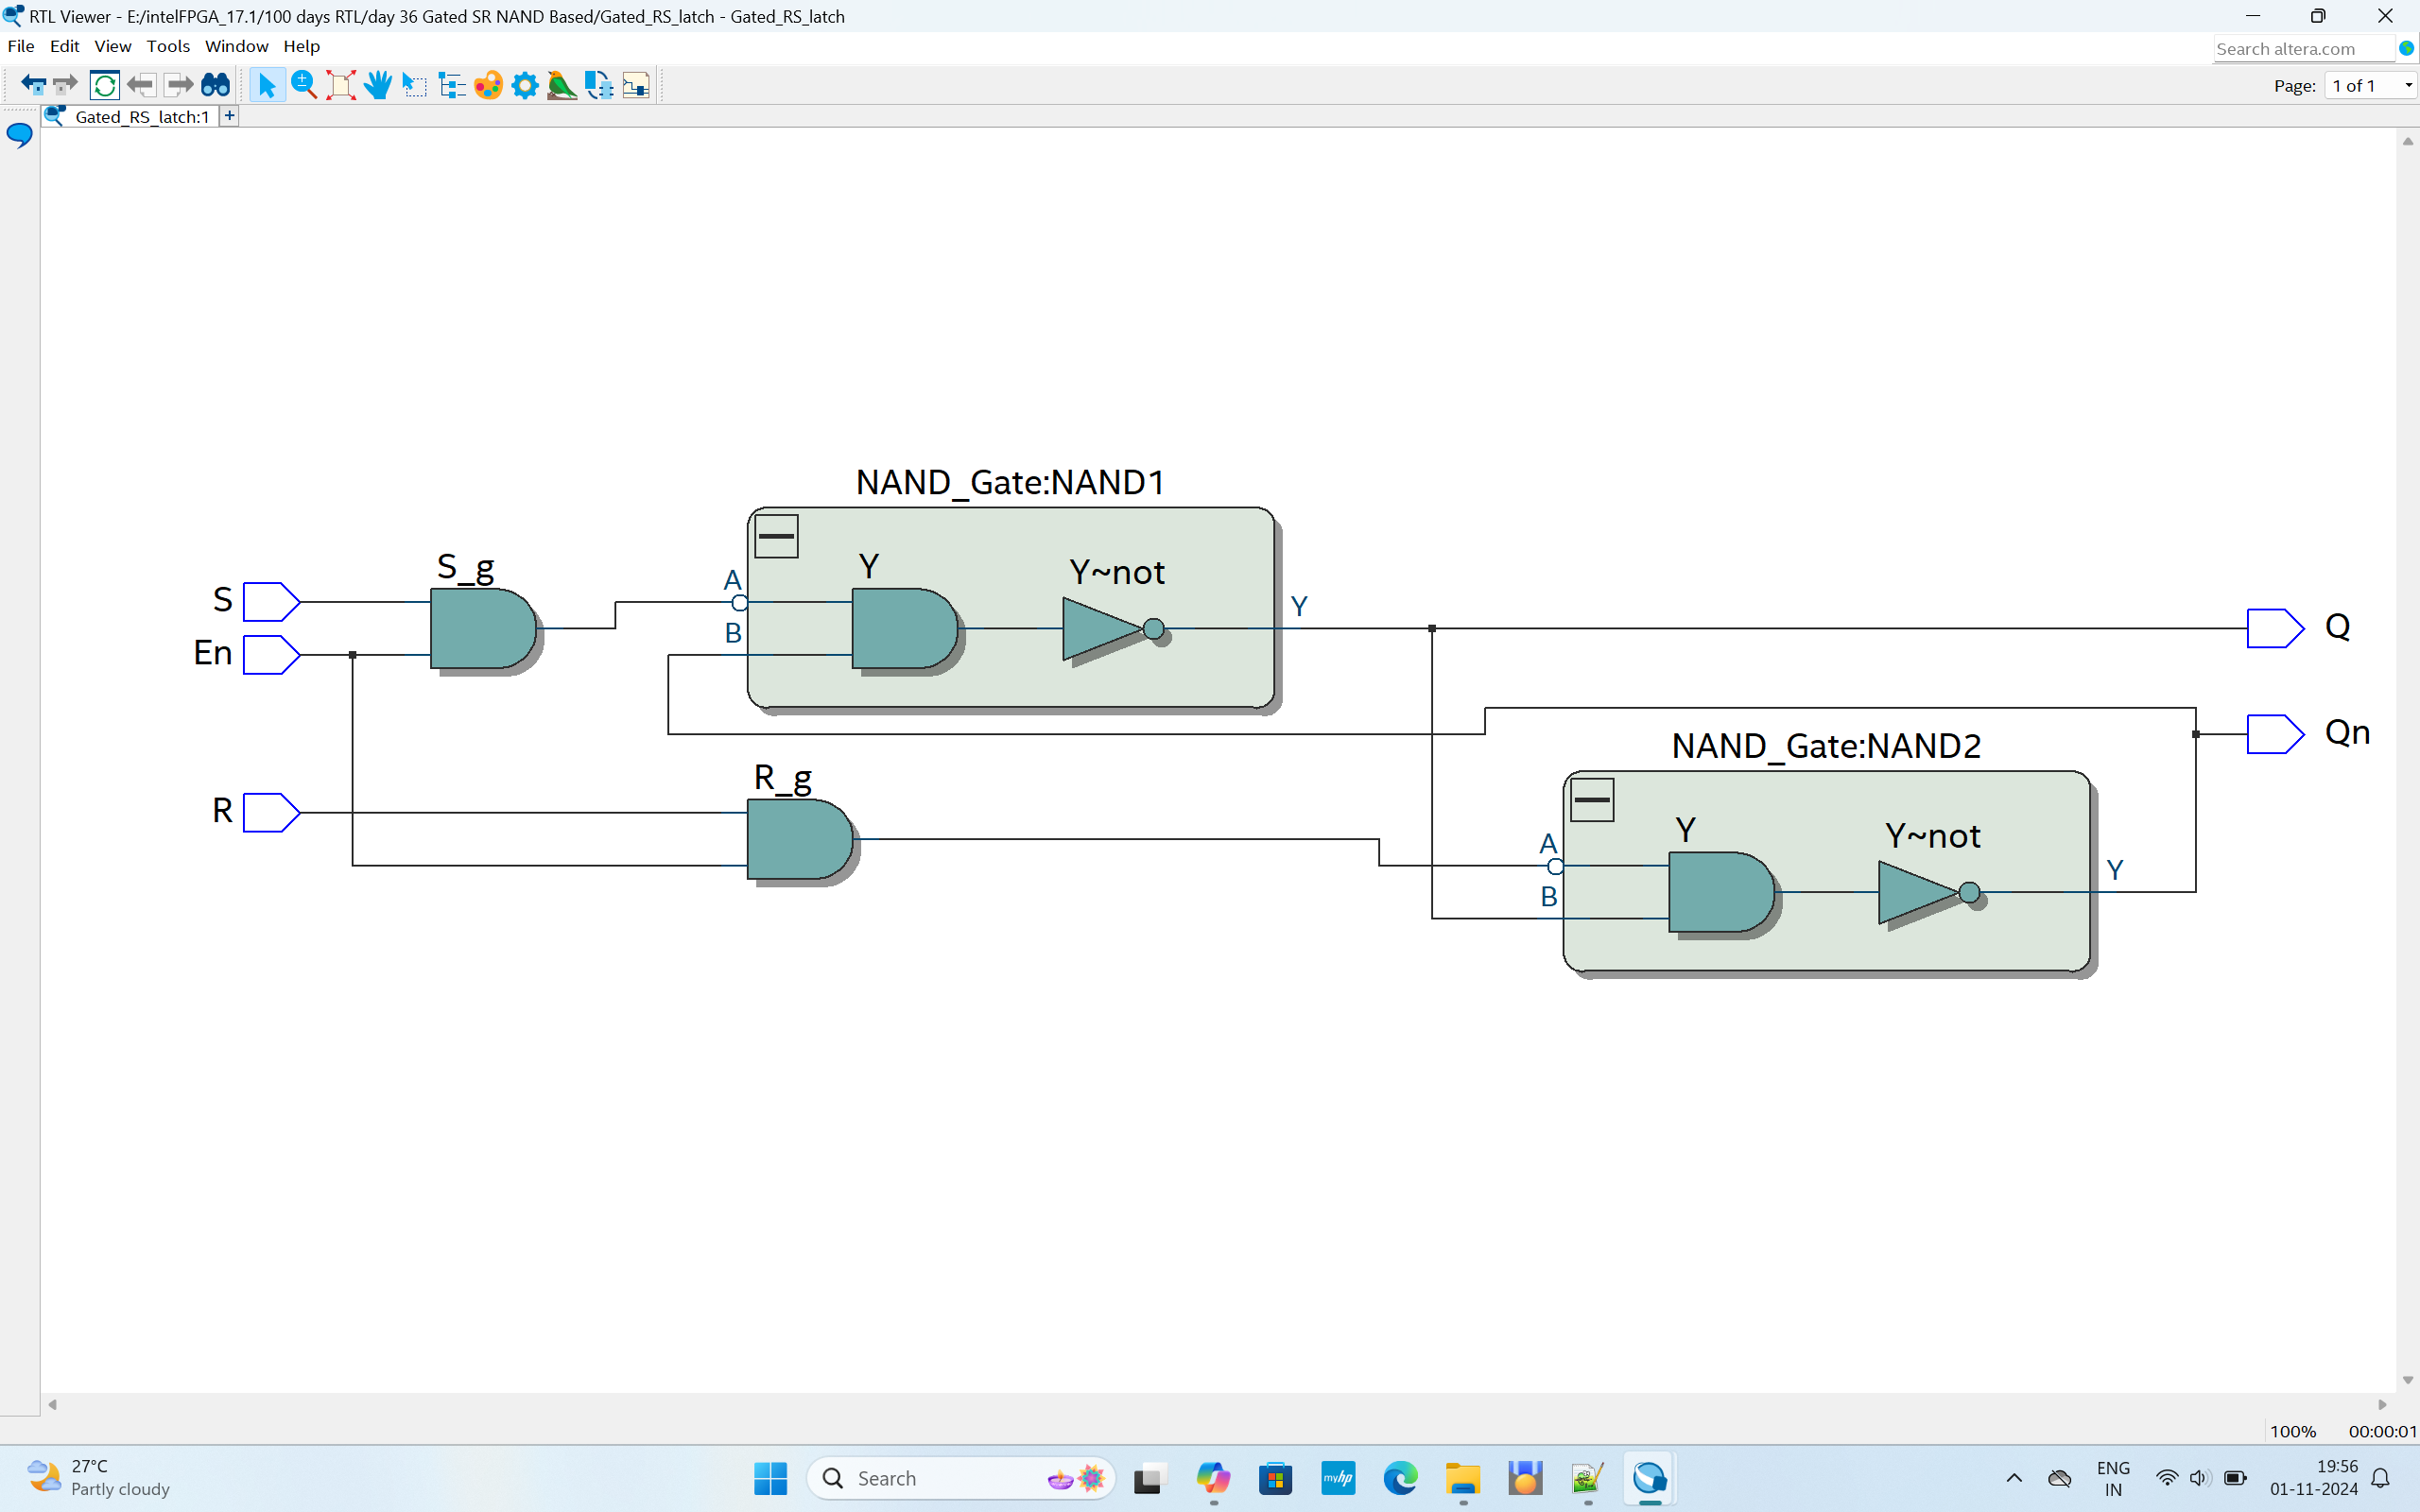 RTL Viewer - E:/intelFPGA_17.1/100 days RTL/day 36 Gated SR NAND Based/Gated_RS_latch - Gated_RS_latch
File Edit View Tools Window Help
Search altera.com
Page: 1 of 1
Gated_RS_latch:1 +
NAND_Gate:NAND1
S_g
A
Y
Y~not
S
Y
B
Q
En
Qn
NAND_Gate:NAND2
R_g
R
A
Y
Y~not
Y
B
100% 00:00:01
27°C
Partly cloudy
Search
myhp
ENG
IN
19:56
01-11-2024